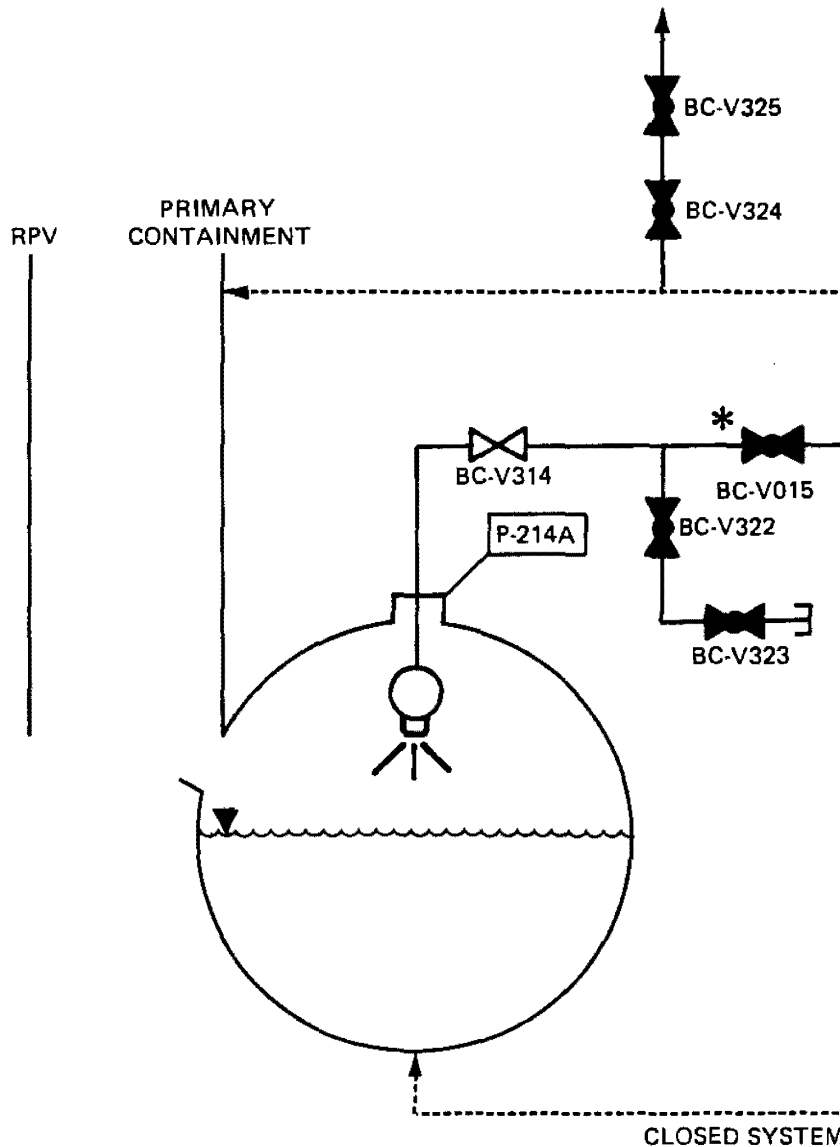 BC-V325
BC-V324
RPV
PRIMARY
CONTAINMENT
*
BC-V314
BC-V015
P-214A
BC-V322
BC-V323
CLOSED SYSTEM